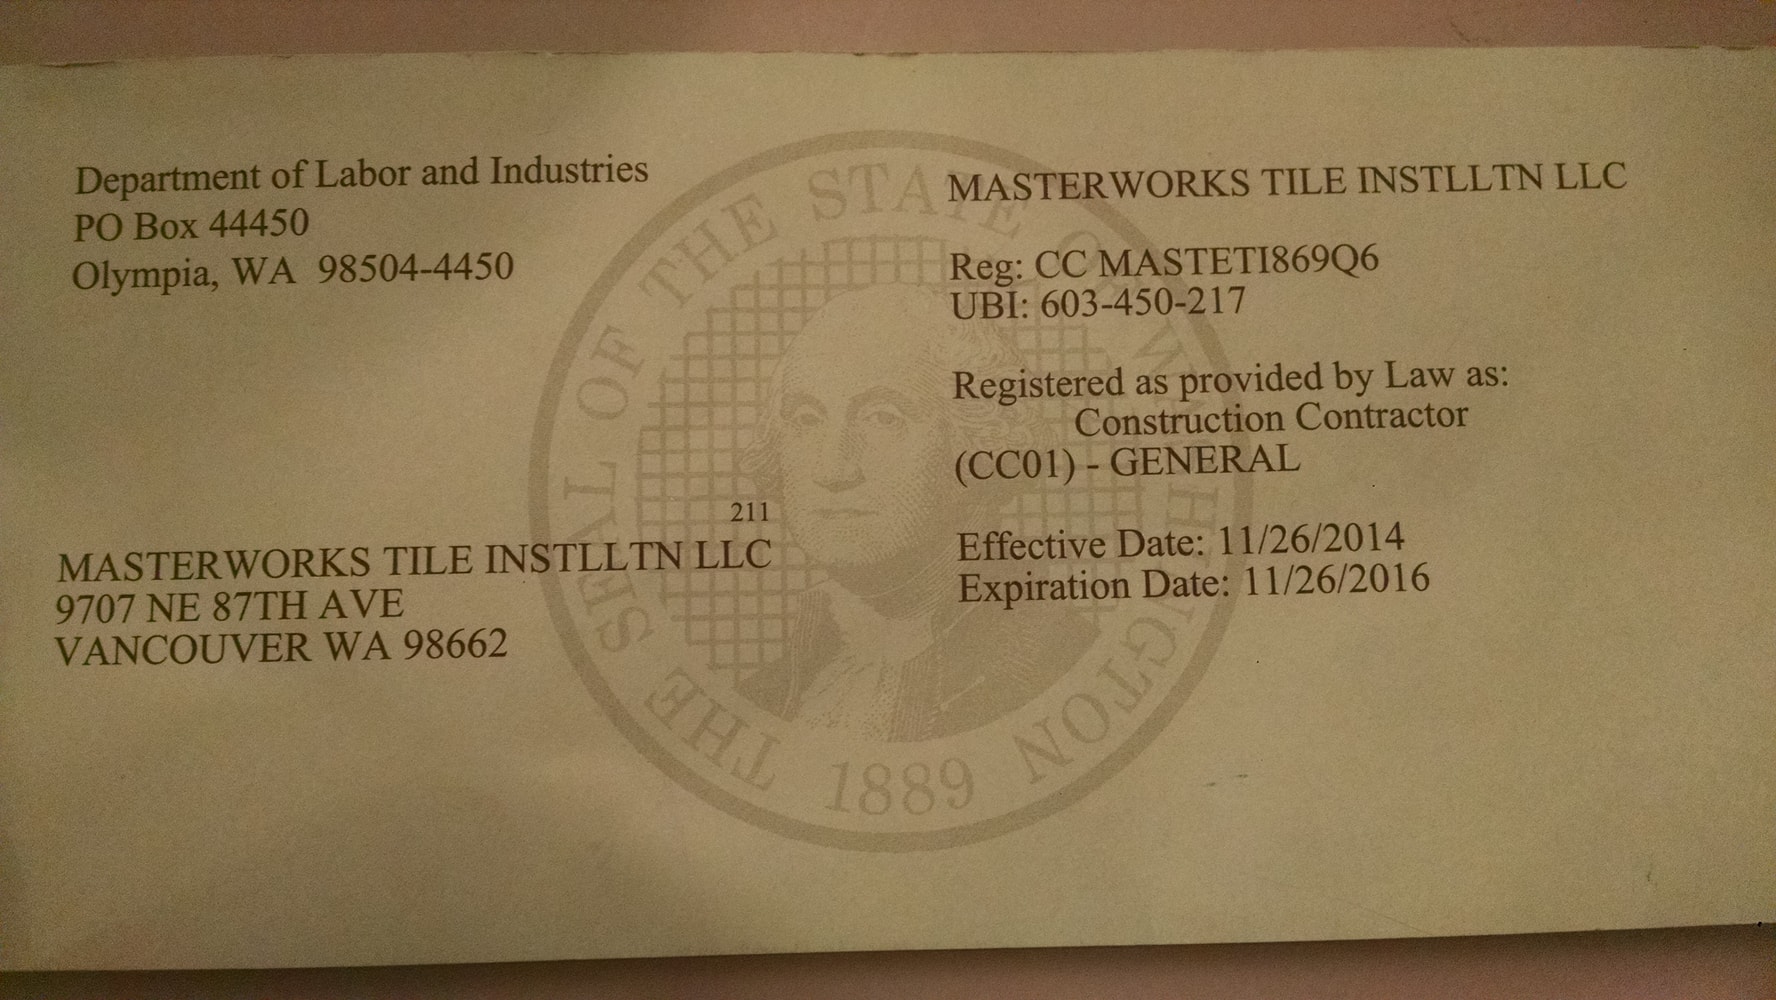 Department of Labor and Industries
PO Box 44450
Olympia, WA 98504-4450
211
MASTERWORKS TILE INSTLLTN LLC
9707 NE 87TH AVE
VANCOUVER WA 98662
MASTERWORKS TILE INSTLLTN LLC
Reg: CC MASTETI869Q6
UBI: 603-450-217
Registered as provided by Law as:
Construction Contractor
(CC01) - GENERAL
Effective Date: 11/26/2014
Expiration Date: 11/26/2016
THE SEAL OF THE STATE OF WASHINGTON
1889